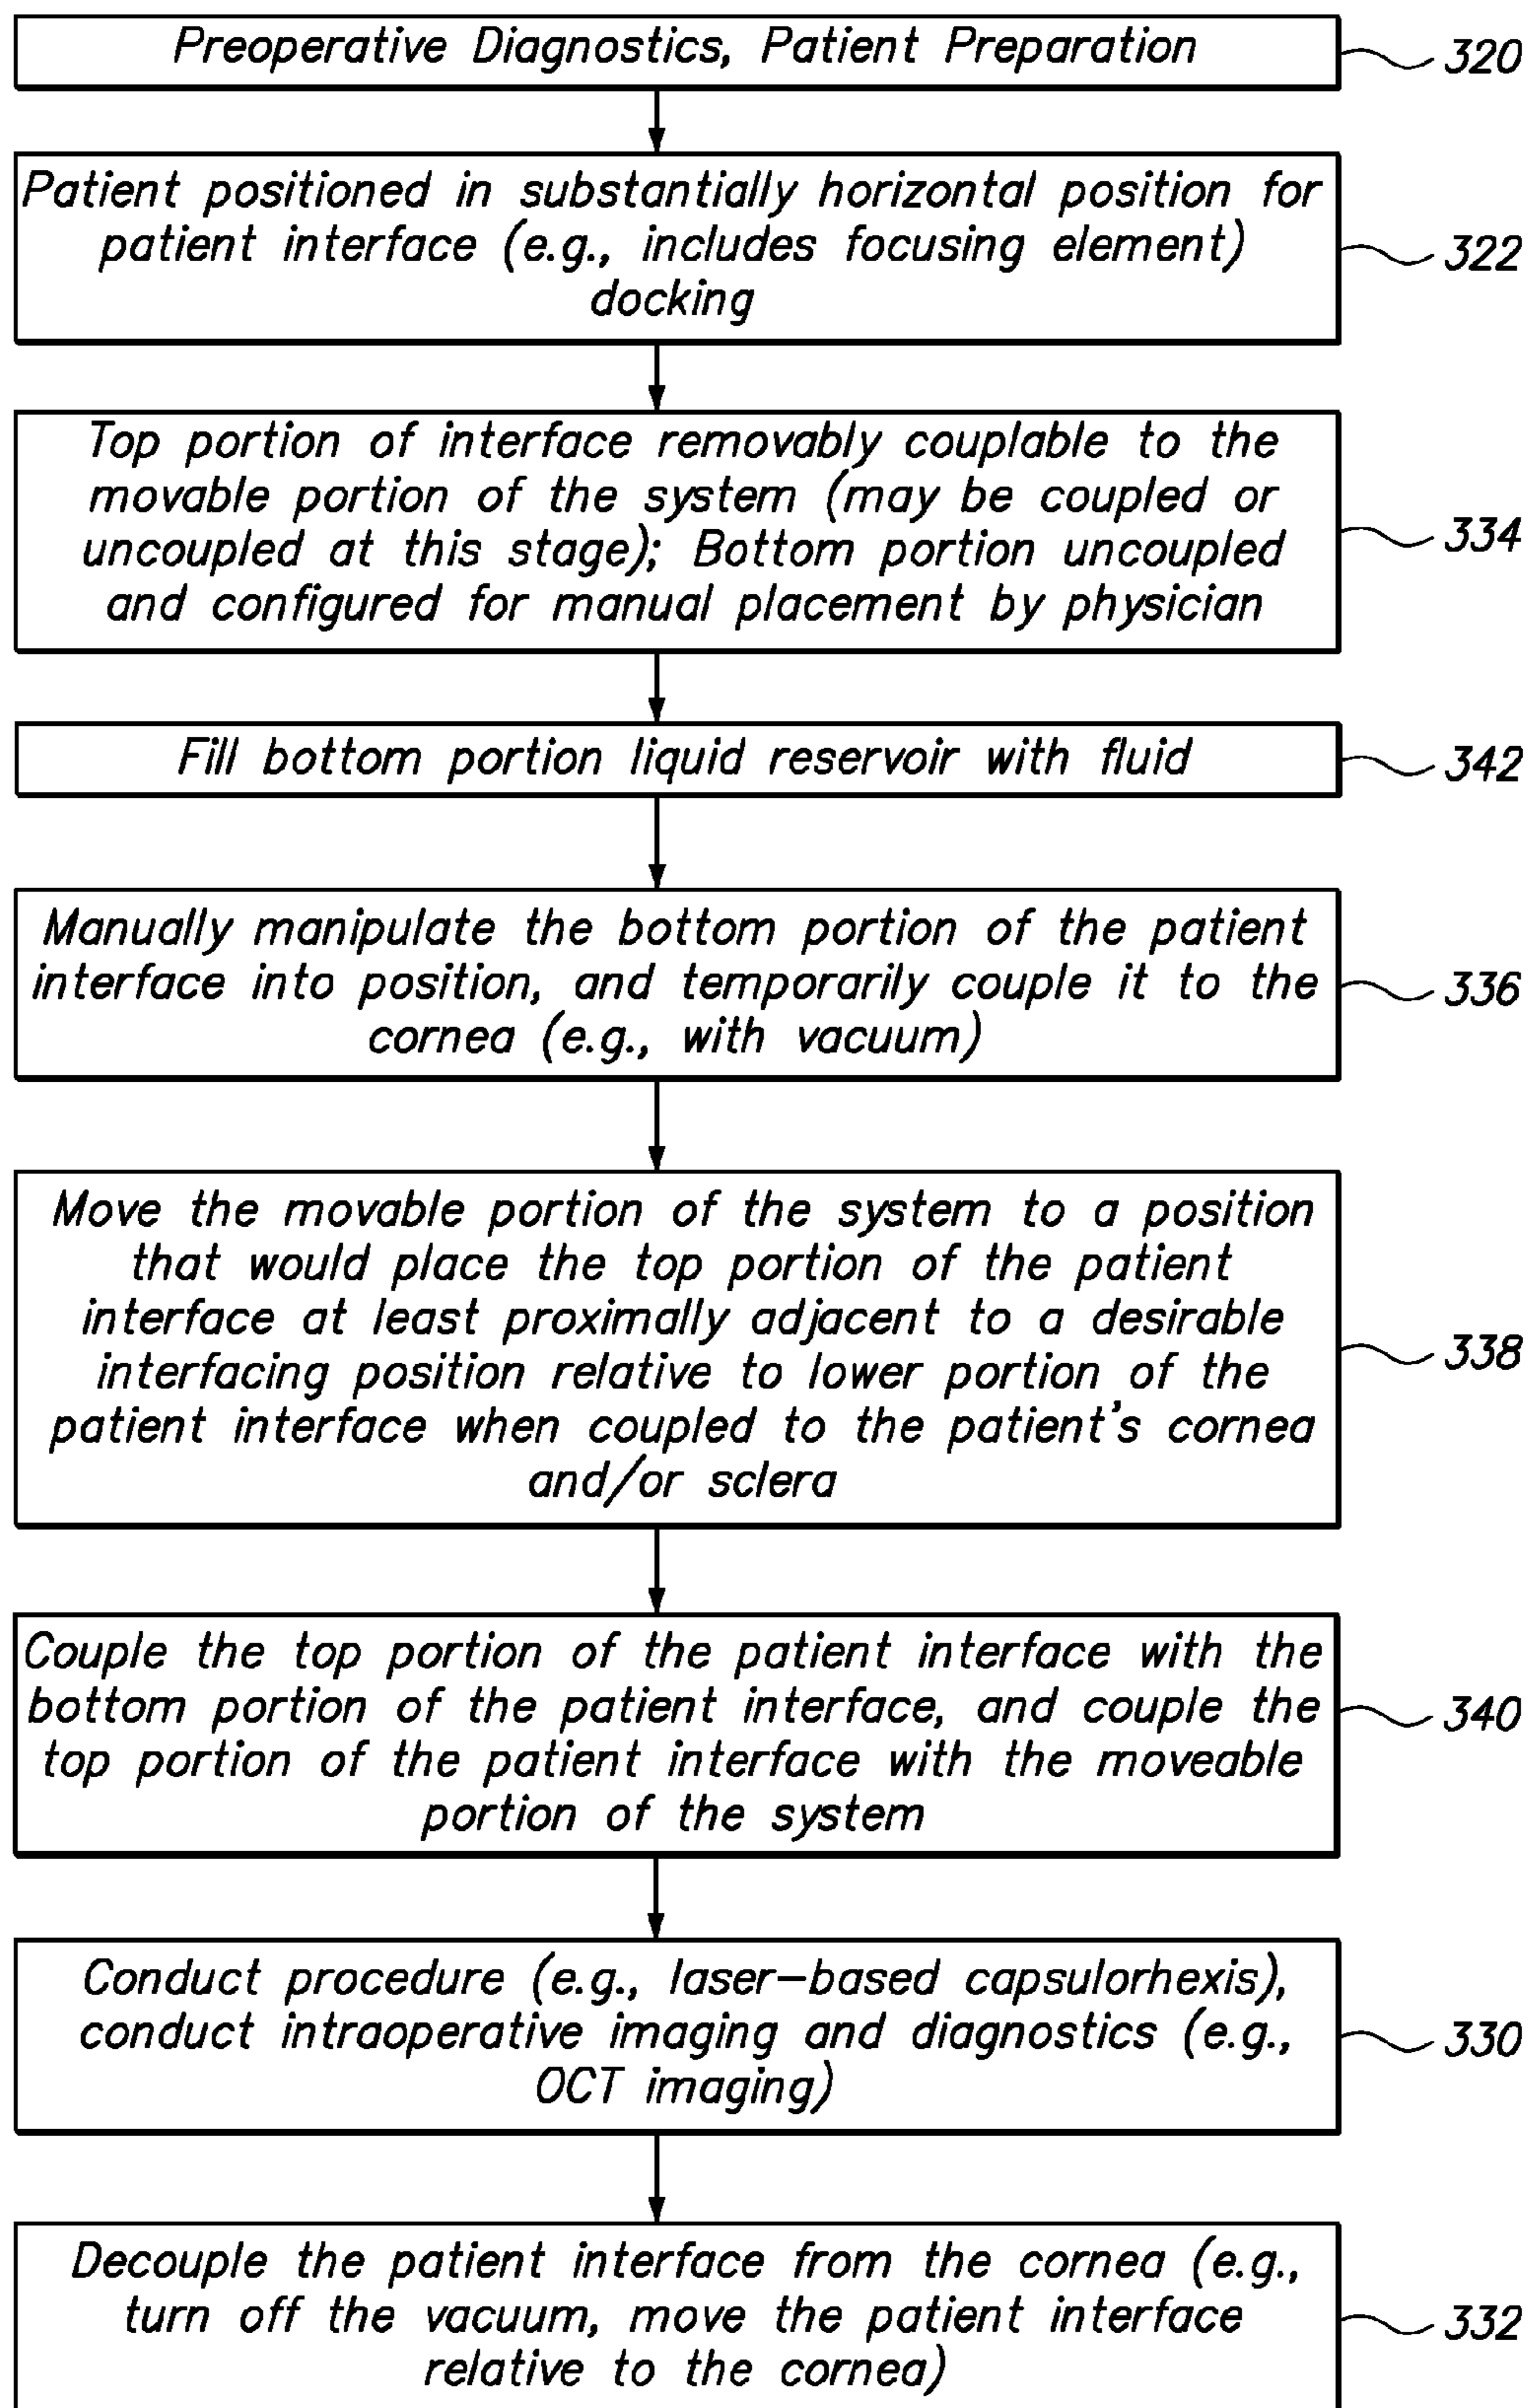 Preoperative Diagnostics, Patient Preparation
320
Patient positioned in substantially horizontal position for
patient interface (e.g., includes focusing element)
docking
322
Top portion of interface removably couplable to the
movable portion of the system (may be coupled or
uncoupled at this stage); Bottom portion uncoupled
and configured for manual placement by physician
334
Fill bottom portion liquid reservoir with fluid
342
Manually manipulate the bottom portion of the patient
interface into position, and temporarily couple it to the
cornea (e.g., with vacuum)
336
Move the movable portion of the system to a position
that would place the top portion of the patient
interface at least proximally adjacent to a desirable
interfacing position relative to lower portion of the
patient interface when coupled to the patient's cornea
and/or sclera
338
Couple the top portion of the patient interface with the
bottom portion of the patient interface, and couple the
top portion of the patient interface with the moveable
portion of the system
340
Conduct procedure (e.g., laser-based capsulorhexis),
conduct intraoperative imaging and diagnostics (e.g.,
OCT imaging)
330
Decouple the patient interface from the cornea (e.g.,
turn off the vacuum, move the patient interface
relative to the cornea)
332